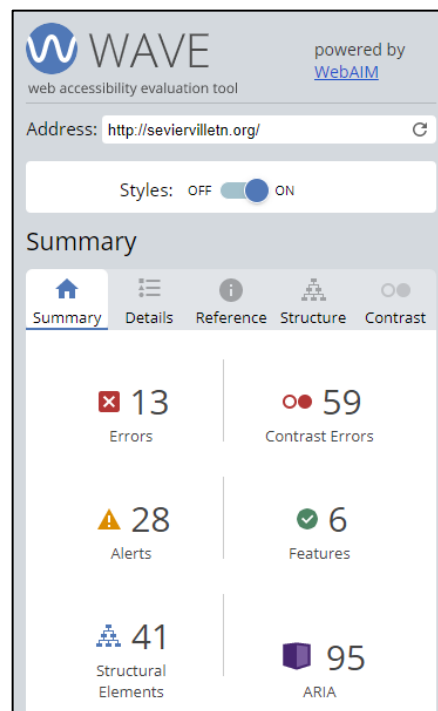 WAVE
powered by
WebAIM
web accessibility evaluation tool
Address: http://seviervilletn.org/
Styles: OFF ON
Summary
Summary Details Reference Structure Contrast
13 59
Errors Contrast Errors
28 6
Alerts Features
41 95
Structural
Elements
ARIA